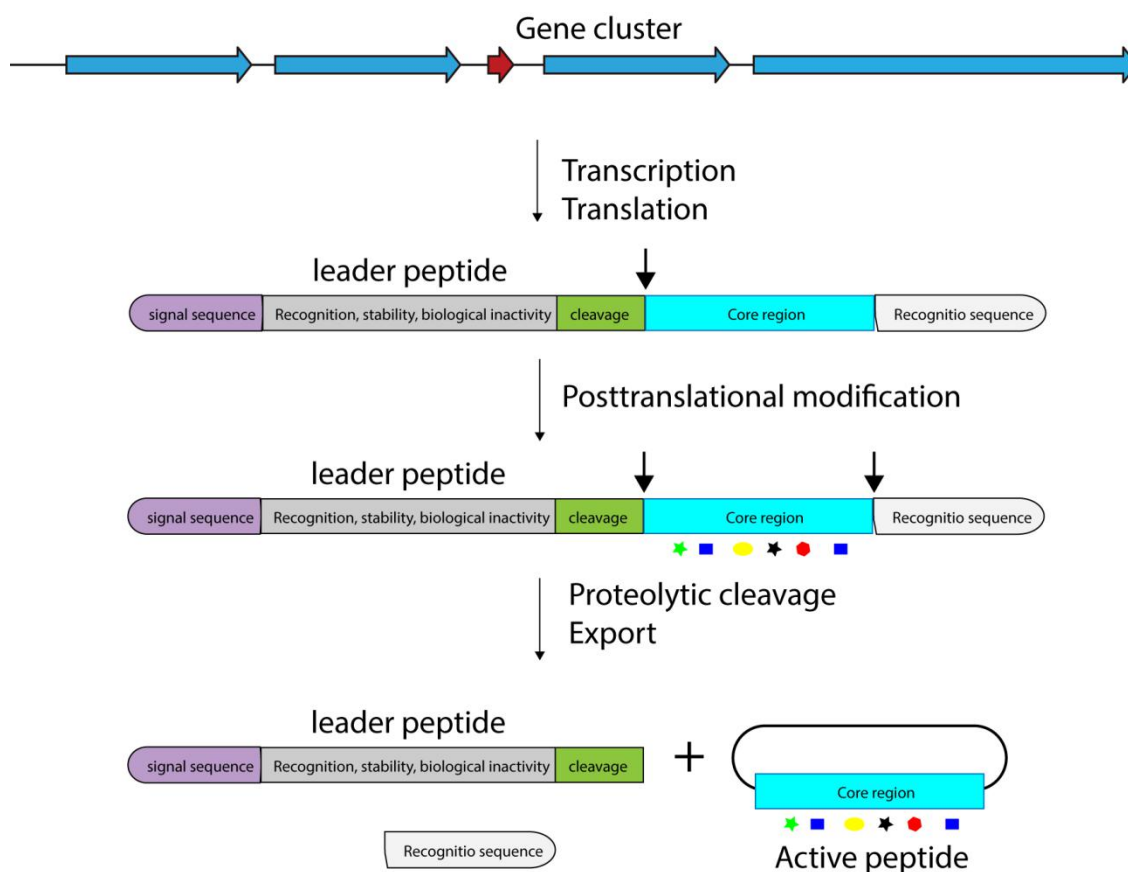 Gene cluster
Transcription
Translation
leader peptide
signal sequence
Recognition, stability, biological inactivity
cleavage
Core region
Recognitio sequence
Posttranslational modification
leader peptide
signal sequence
Recognition, stability, biological inactivity
cleavage
Core region
Recognitio sequence
Proteolytic cleavage
Export
leader peptide
signal sequence
Recognition, stability, biological inactivity
cleavage
+
Core region
Recognitio sequence
Active peptide